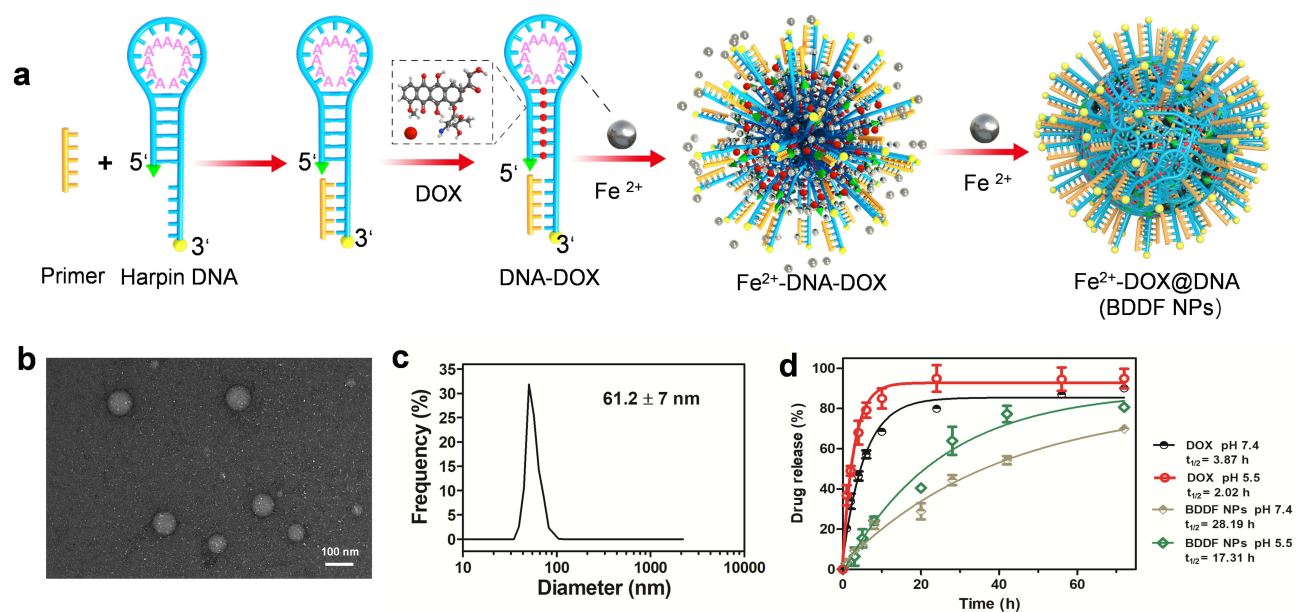 a
Primer
+
5‘
3‘
Harpin DNA
AAAAAAAAAAA
AAAAAAAAAAA
5‘
3‘
DOX
AAAAAAAAAAA
5‘
3‘
DNA-DOX
Fe 2+
Fe2+-DNA-DOX
Fe 2+
Fe2+-DOX@DNA
(BDDF NPs)
b
100 nm
c
Frequency (%)
35
30
25
20
15
10
5
0
61.2 ± 7 nm
10 100 1000 10000
Diameter (nm)
d
Drug release (%)
100
80
60
40
20
0
0 20 40 60
Time (h)
DOX pH 7.4
t1/2= 3.87 h
DOX pH 5.5
t1/2= 2.02 h
BDDF NPs pH 7.4
t1/2= 28.19 h
BDDF NPs pH 5.5
t1/2= 17.31 h